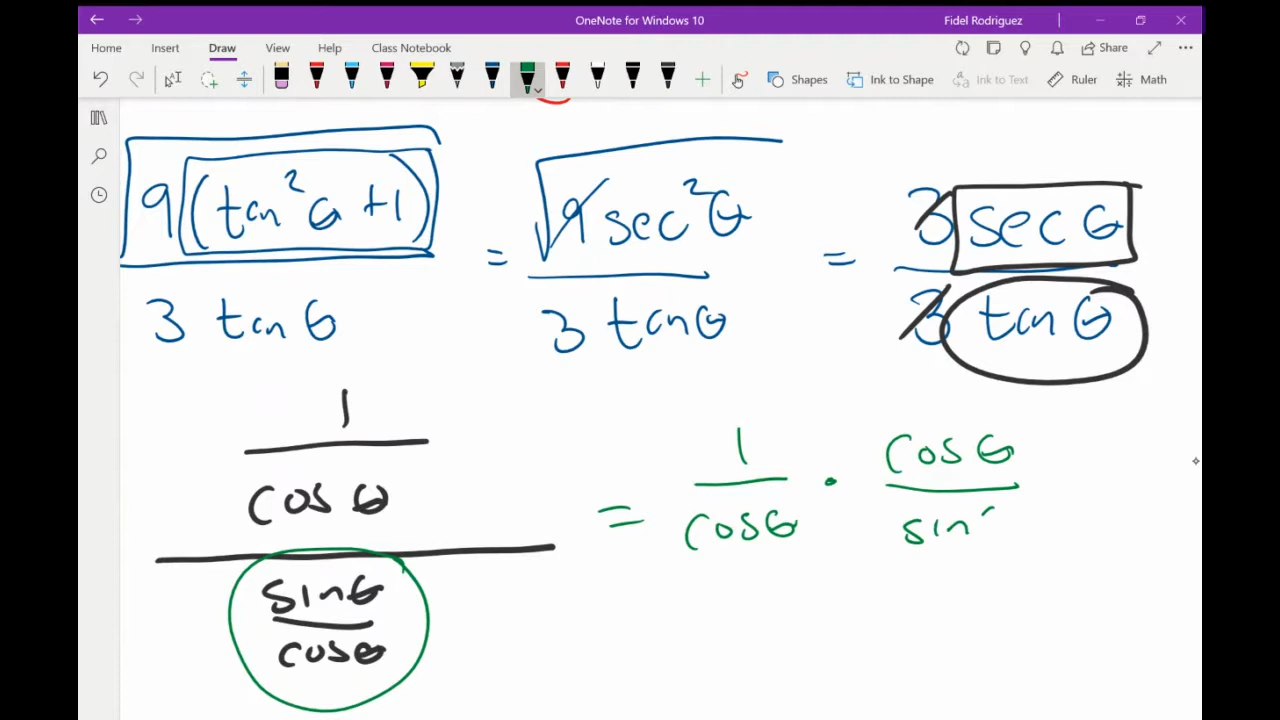 OneNote for Windows 10
Fidel Rodriguez
Home Insert Draw View Help Class Notebook
Share
Shapes Ink to Shape Ink to Text Ruler Math
9 (tan²θ +1) / 3 tanθ = √9 sec²θ / 3 tanθ = 3 secθ / 3 tanθ
1 / cosθ / sinθ / cosθ = 1 / cosθ · cosθ / sin